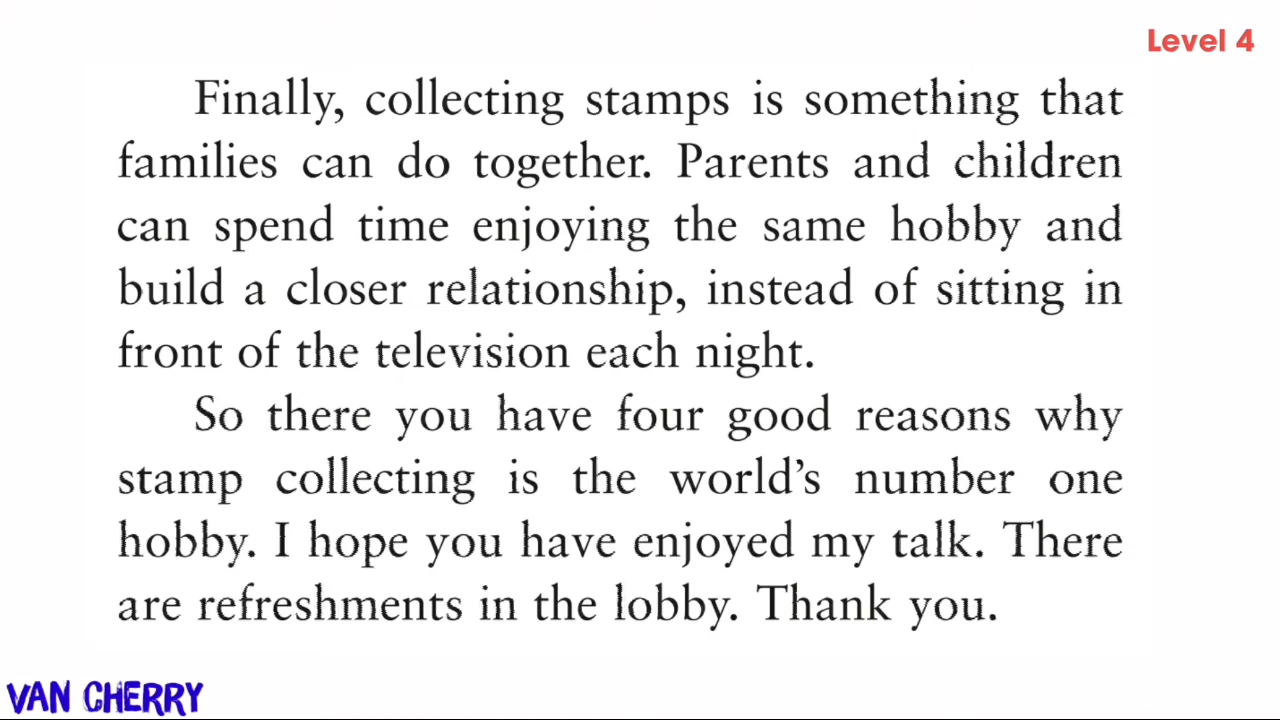 Level 4
Finally, collecting stamps is something that
families can do together. Parents and children
can spend time enjoying the same hobby and
build a closer relationship, instead of sitting in
front of the television each night.
So there you have four good reasons why
stamp collecting is the world’s number one
hobby. I hope you have enjoyed my talk. There
are refreshments in the lobby. Thank you.
VAN CHERRY